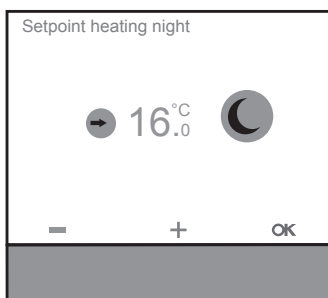 Setpoint heating night
16.0 °C
− + OK